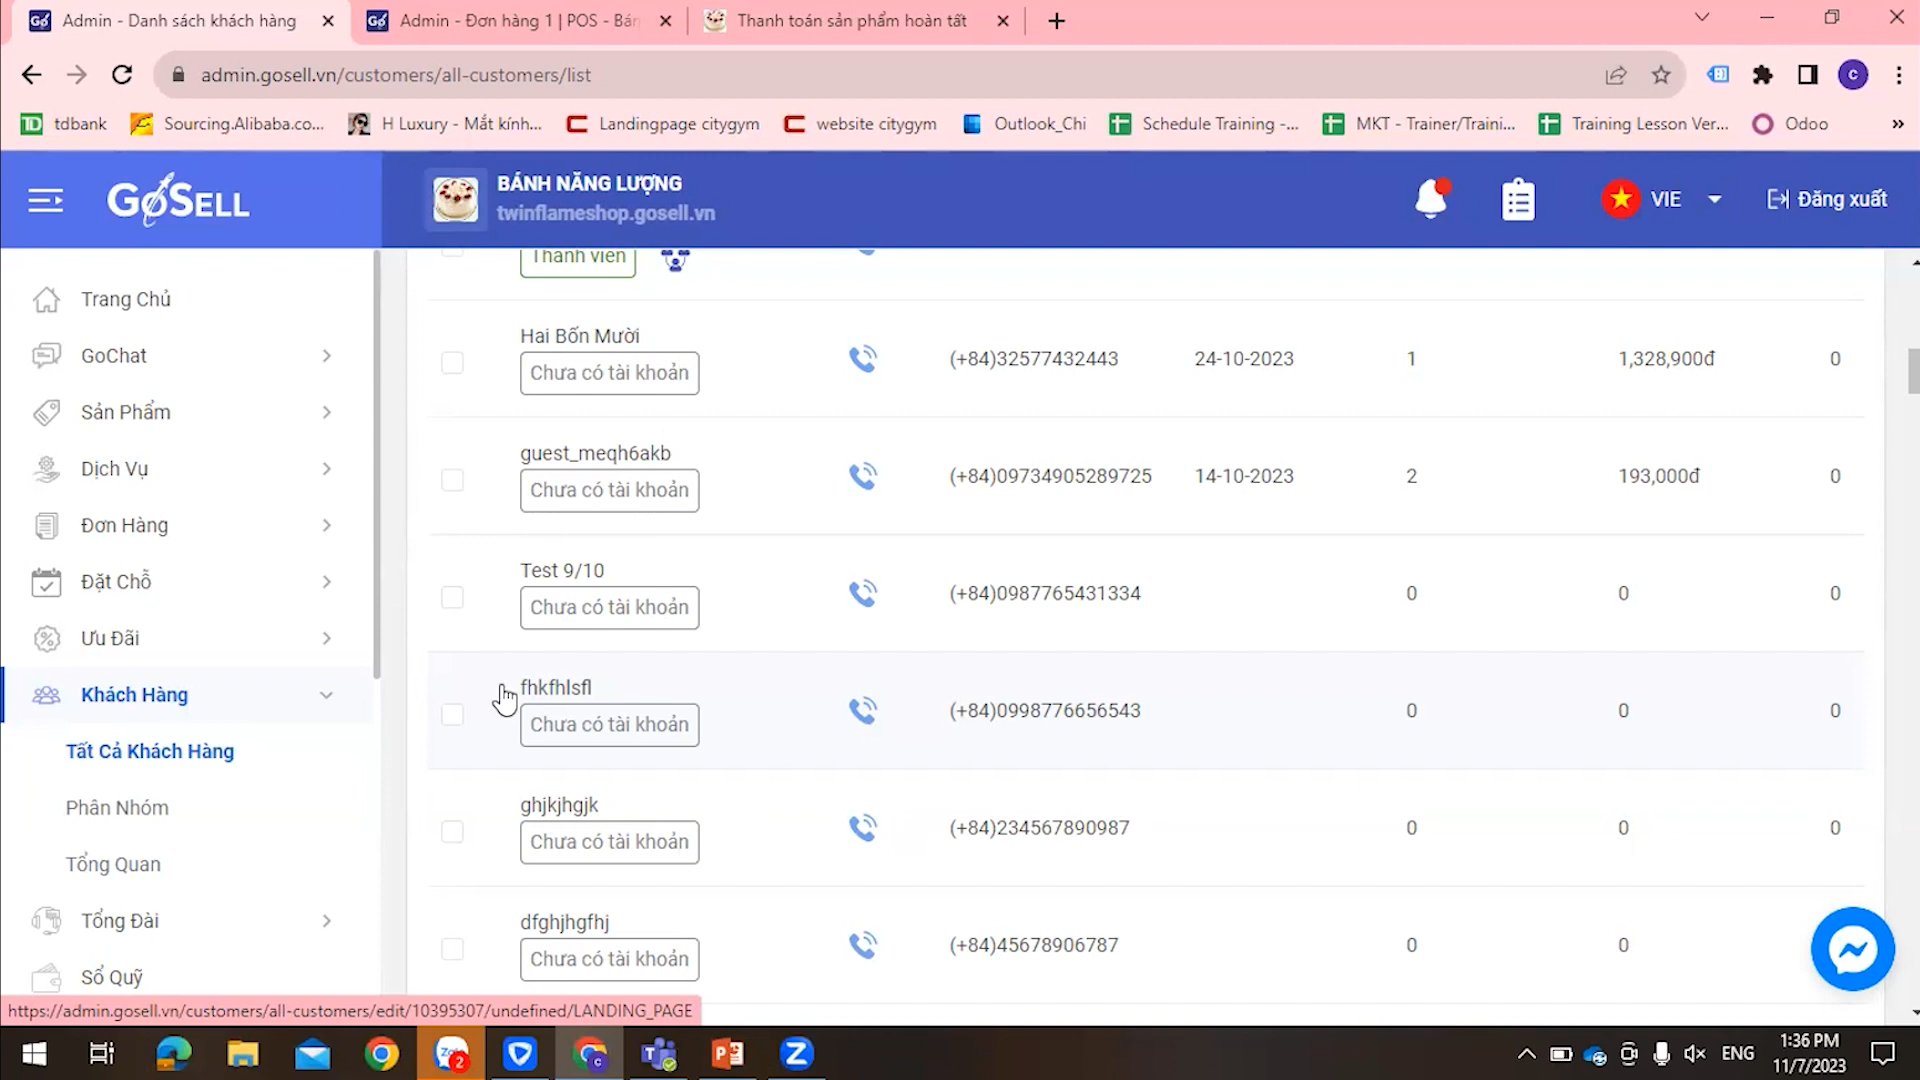 Admin - Danh sách khách hàng
Admin - Đơn hàng 1 | POS - Bán
Thanh toán sản phẩm hoàn tất
admin.gosell.vn/customers/all-customers/list
C
TD tdbank
Sourcing.Alibaba.co...
H Luxury - Mắt kính...
Landingpage citygym
website citygym
Outlook_Chi
Schedule Training -...
MKT - Trainer/Traini...
Training Lesson Ver...
Odoo
»
GOSELL
BÁNH NĂNG LƯỢNG
twinflameshop.gosell.vn
VIE
Đăng xuất
Trang Chủ
GoChat
Sản Phẩm
Dịch Vụ
Đơn Hàng
Đặt Chỗ
Ưu Đãi
Khách Hàng
Tất Cả Khách Hàng
Phân Nhóm
Tổng Quan
Tổng Đài
Sổ Quỹ
Thành viên
Hai Bốn Mười
Chưa có tài khoản
(+84)32577432443
24-10-2023
1
1,328,900đ
0
guest_meqh6akb
Chưa có tài khoản
(+84)09734905289725
14-10-2023
2
193,000đ
0
Test 9/10
Chưa có tài khoản
(+84)0987765431334
0
0
0
fhkfhlsfl
Chưa có tài khoản
(+84)0998776656543
0
0
0
ghjkjhgjk
Chưa có tài khoản
(+84)234567890987
0
0
0
dfghjhgfhj
Chưa có tài khoản
(+84)45678906787
0
0
https://admin.gosell.vn/customers/all-customers/edit/10395307/undefined/LANDING_PAGE
Zalo
2
ENG
1:36 PM
11/7/2023